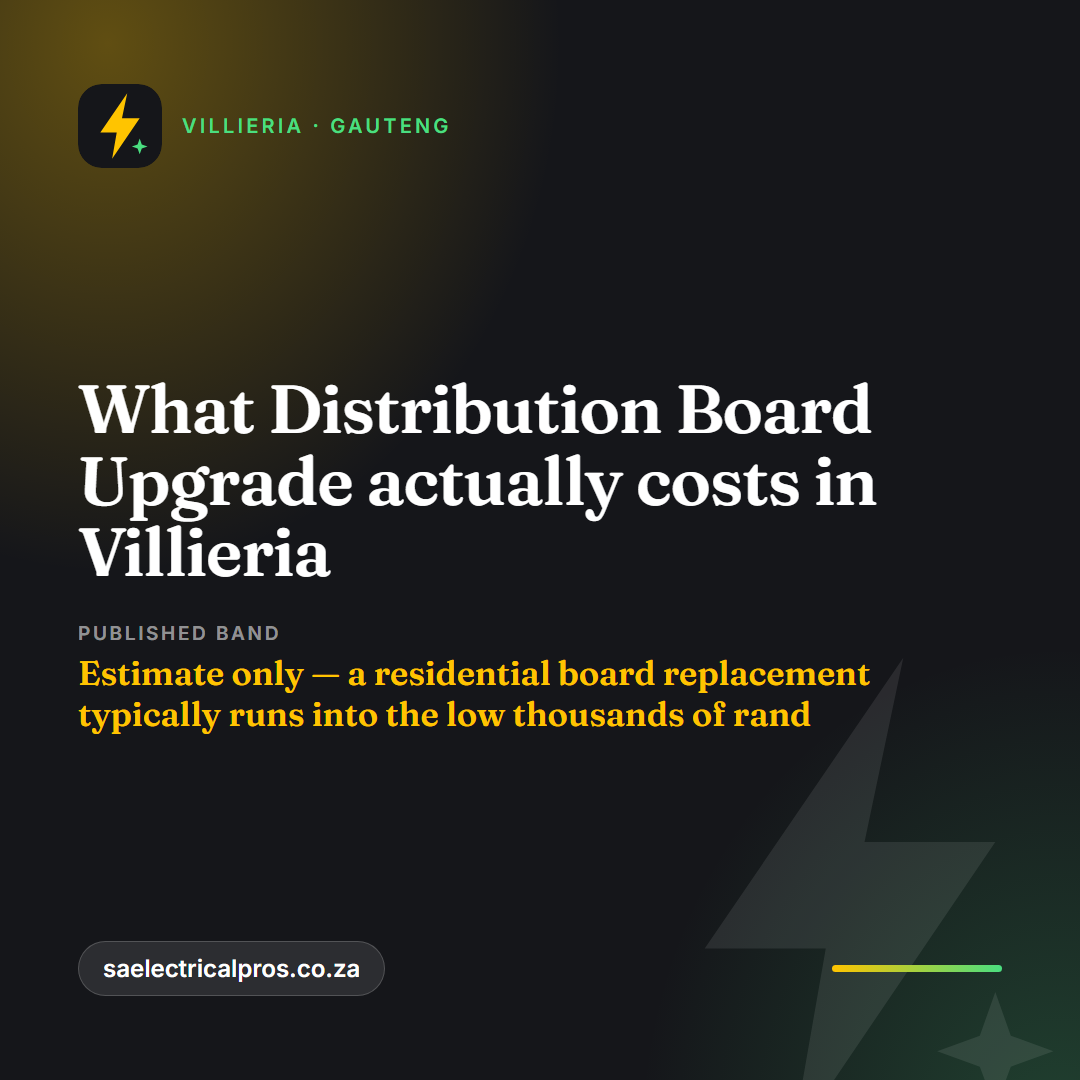 VILLIERIA · GAUTENG
What Distribution Board
Upgrade actually costs in
Villieria
PUBLISHED BAND
Estimate only — a residential board replacement
typically runs into the low thousands of rand
saelectricalpros.co.za